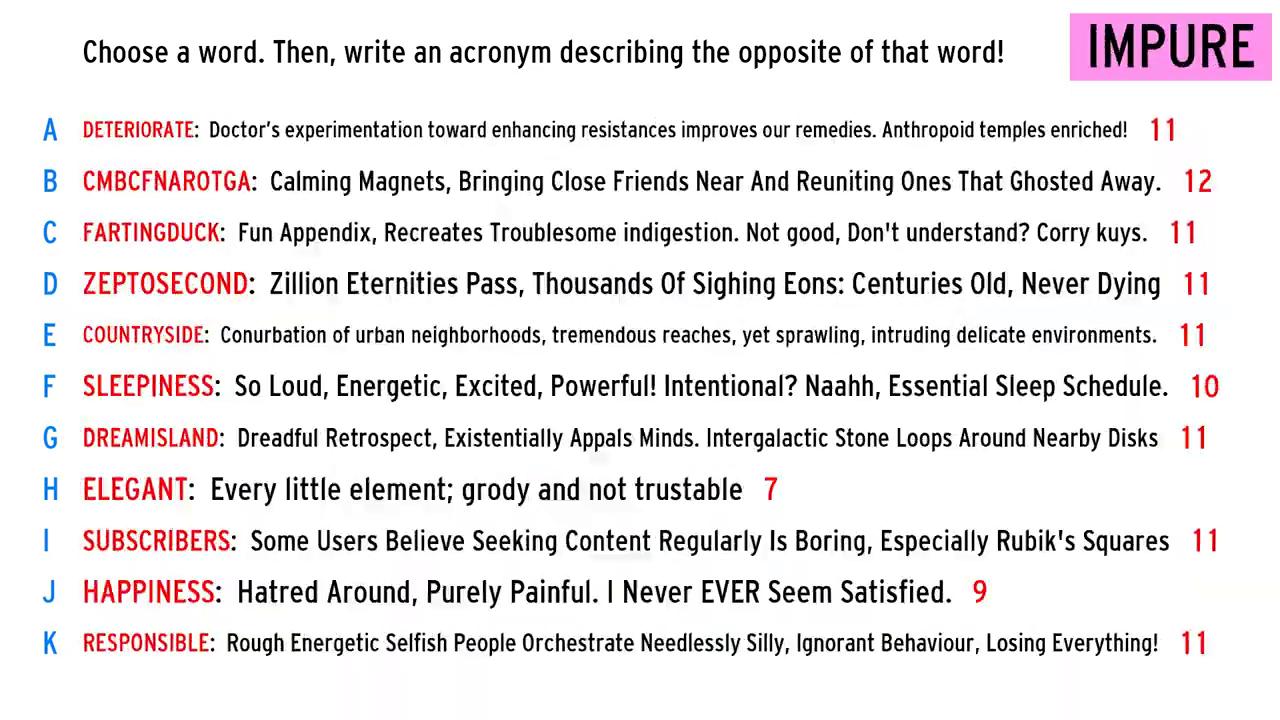 Choose a word. Then, write an acronym describing the opposite of that word!
IMPURE
A DETERIORATE: Doctor's experimentation toward enhancing resistances improves our remedies. Anthropoid temples enriched! 11
B CMBCFNAROTGA: Calming Magnets, Bringing Close Friends Near And Reuniting Ones That Ghosted Away. 12
C FARTINGDUCK: Fun Appendix, Recreates Troublesome indigestion. Not good, Don't understand? Corry kuys. 11
D ZEPTOSECOND: Zillion Eternities Pass, Thousands Of Sighing Eons: Centuries Old, Never Dying 11
E COUNTRYSIDE: Conurbation of urban neighborhoods, tremendous reaches, yet sprawling, intruding delicate environments. 11
F SLEEPINESS: So Loud, Energetic, Excited, Powerful! Intentional? Naahh, Essential Sleep Schedule. 10
G DREAMISLAND: Dreadful Retrospect, Existentially Appals Minds. Intergalactic Stone Loops Around Nearby Disks 11
H ELEGANT: Every little element; grody and not trustable 7
I SUBSCRIBERS: Some Users Believe Seeking Content Regularly Is Boring, Especially Rubik's Squares 11
J HAPPINESS: Hatred Around, Purely Painful. I Never EVER Seem Satisfied. 9
K RESPONSIBLE: Rough Energetic Selfish People Orchestrate Needlessly Silly, Ignorant Behaviour, Losing Everything! 11